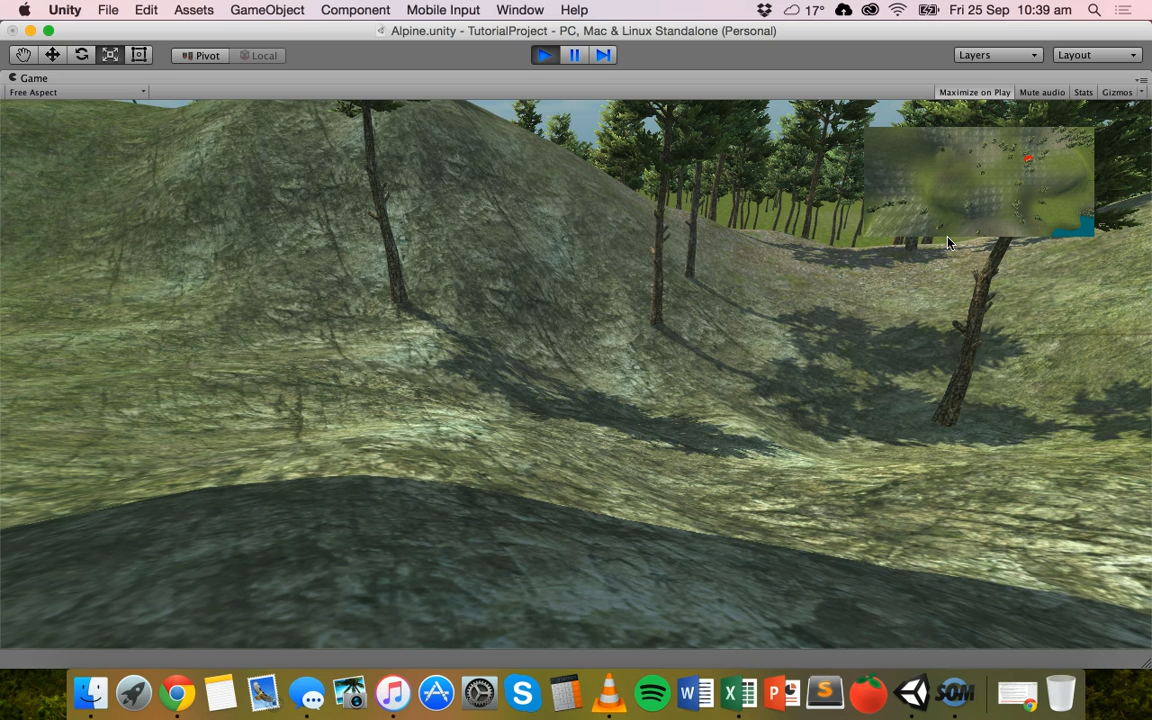 Unity File Edit Assets GameObject Component Mobile Input Window Help 17° Fri 25 Sep 10:39 am
Alpine.unity - TutorialProject - PC, Mac & Linux Standalone (Personal)
Pivot Local Layers Layout
Game
Free Aspect Maximize on Play Mute audio Stats Gizmos
S W X P S SOM